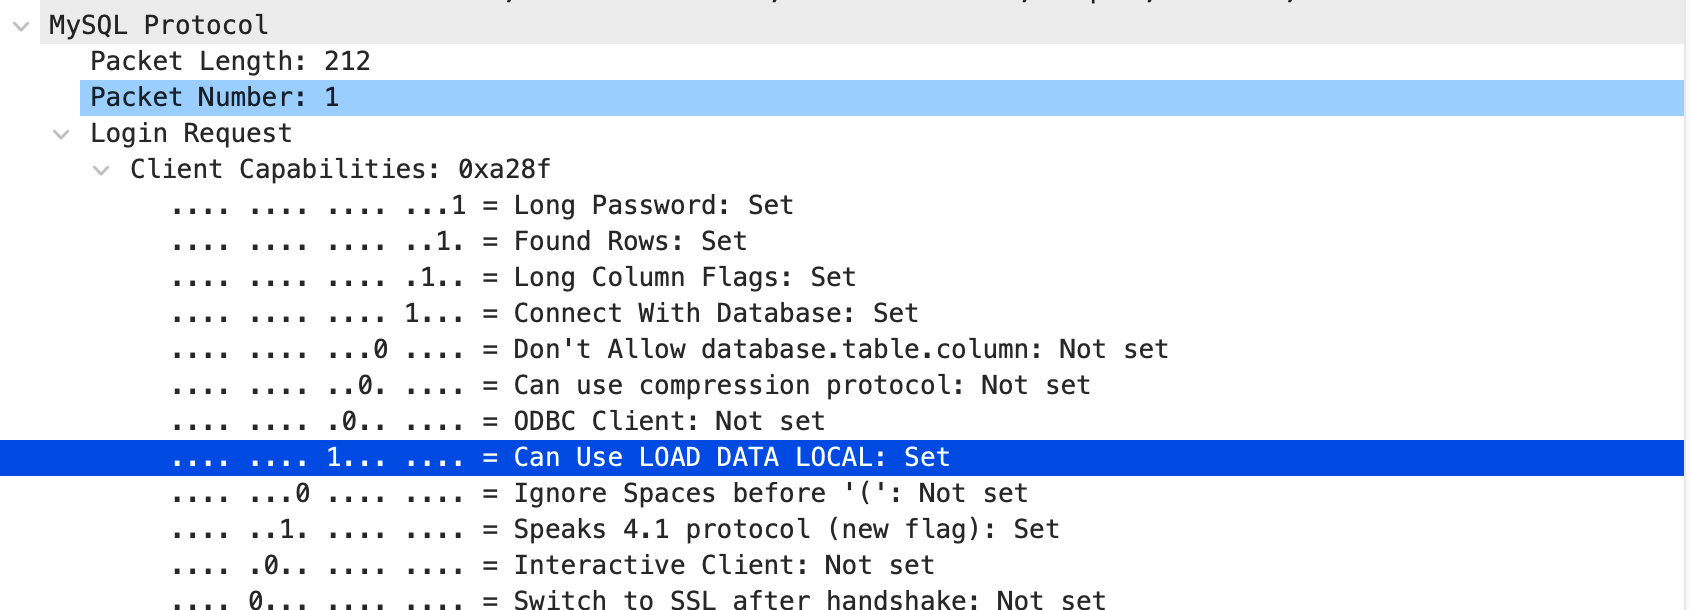 MySQL Protocol
Packet Length: 212
Packet Number: 1
Login Request
Client Capabilities: 0xa28f
.... .... .... ...1 = Long Password: Set
.... .... .... ..1. = Found Rows: Set
.... .... .... .1.. = Long Column Flags: Set
.... .... .... 1... = Connect With Database: Set
.... .... ...0 .... = Don't Allow database.table.column: Not set
.... .... ..0. .... = Can use compression protocol: Not set
.... .... .0.. .... = ODBC Client: Not set
.... .... 1... .... = Can Use LOAD DATA LOCAL: Set
.... ...0 .... .... = Ignore Spaces before '(': Not set
.... ..1. .... .... = Speaks 4.1 protocol (new flag): Set
.... .0.. .... .... = Interactive Client: Not set
.... 0... .... .... = Switch to SSL after handshake: Not set